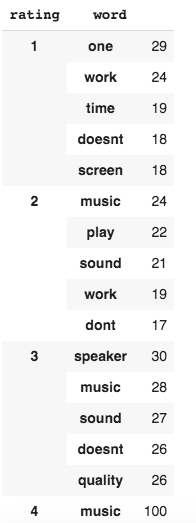 rating word
1 one 29
work 24
time 19
doesnt 18
screen 18
2 music 24
play 22
sound 21
work 19
dont 17
3 speaker 30
music 28
sound 27
doesnt 26
quality 26
4 music 100